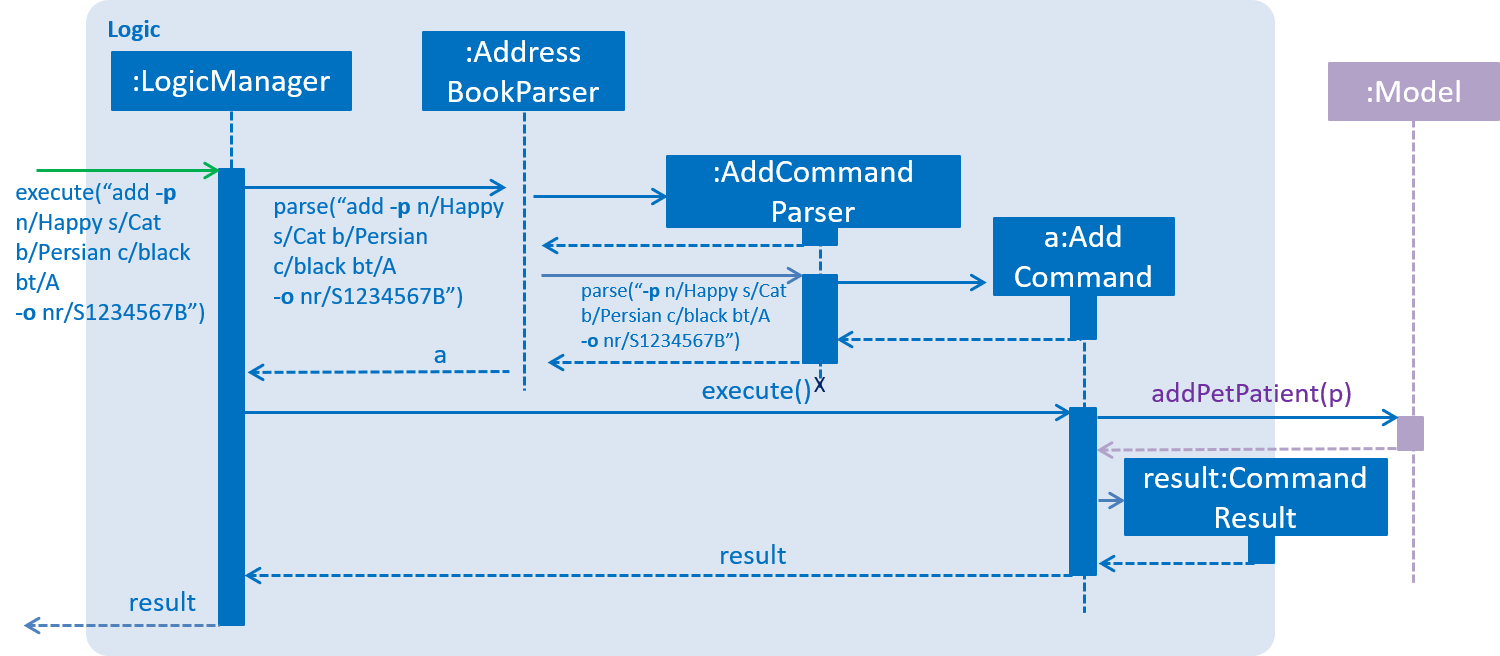 Logic
:LogicManager
:Address
BookParser
:Model
:AddCommand
Parser
a:Add
Command
execute(“add -p
n/Happy s/Cat
b/Persian c/black
bt/A
-o nr/S1234567B”)
parse(“add -p n/Happy
s/Cat b/Persian
c/black bt/A
-o nr/S1234567B”)
parse(“-p n/Happy s/Cat
b/Persian c/black bt/A
-o nr/S1234567B”)
a
execute()
X
addPetPatient(p)
result:Command
Result
result
result